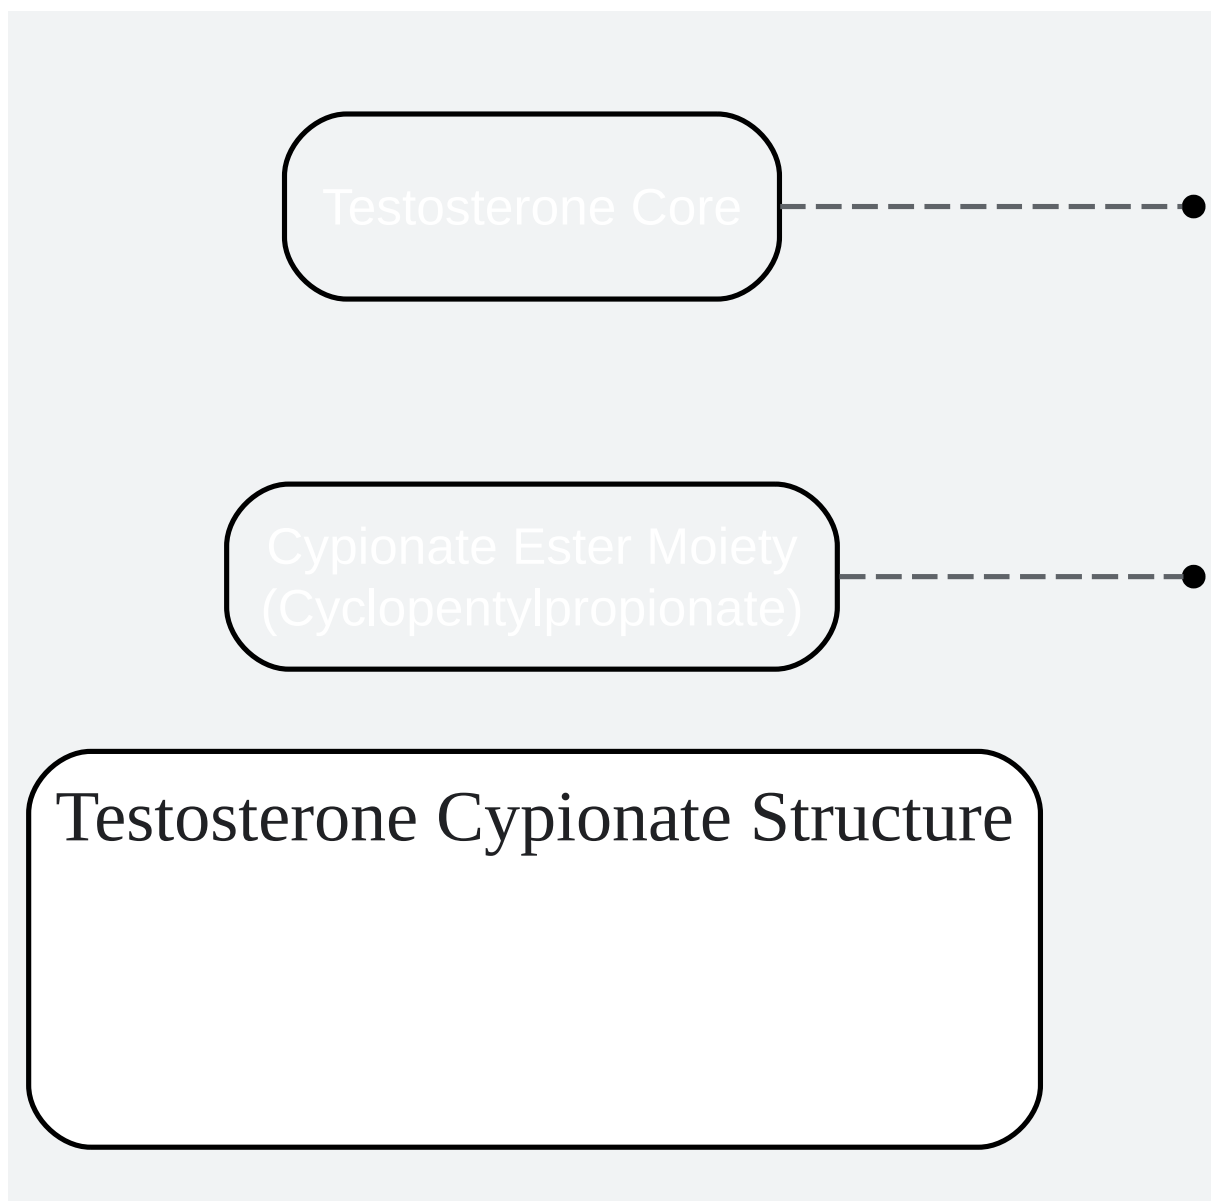 Testosterone Core
Cypionate Ester Moiety
(Cyclopentylpropionate)
Testosterone Cypionate Structure